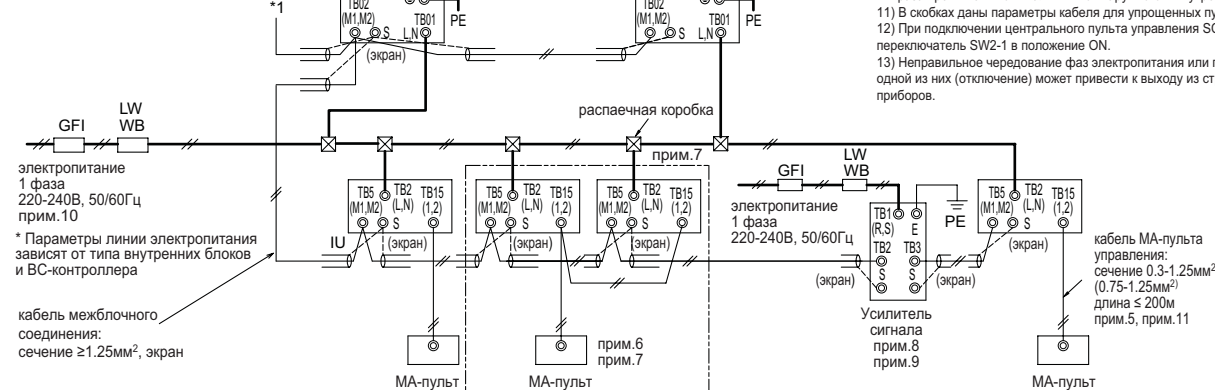 *1
TB02
(M1,M2)
S
TB01
L,N
PE
(экран)
TB02
(M1,M2)
S
TB01
L,N
PE
11) В скобках даны параметры кабеля для упрощенных
12) При подключении центрального пульта управления
переключатель SW2-1 в положение ON.
13) Неправильное чередование фаз электропитания или
одной из них (отключение) может привести к выходу из
приборов.
распаечная коробка
GFI
LW
WB
прим.7
электропитание
1 фаза
220-240В, 50/60Гц
прим.10
* Параметры линии электропитания
зависят от типа внутренних блоков
и ВС-контроллера
кабель межблочного
соединения:
сечение ≥1.25мм², экран
IU
TB5
(M1,M2)
S
TB2
(L,N)
TB15
(1,2)
(экран)
МА-пульт
TB5
(M1,M2)
S
TB2
(L,N)
TB15
(1,2)
(экран)
TB5
(M1,M2)
S
TB2
(L,N)
TB15
(1,2)
(экран)
прим.6
прим.7
МА-пульт
GFI
LW
WB
электропитание
1 фаза
220-240В, 50/60Гц
TB1
(R,S)
E
PE
TB2
S
TB3
S
(экран)
(экран)
Усилитель
сигнала
прим.8
прим.9
TB5
(M1,M2)
S
TB2
(L,N)
TB15
(1,2)
(экран)
кабель МА-пульта
управления:
сечение 0.3-1.25мм²
(0.75-1.25мм²)
длина ≤ 200м
прим.5, прим.11
МА-пульт